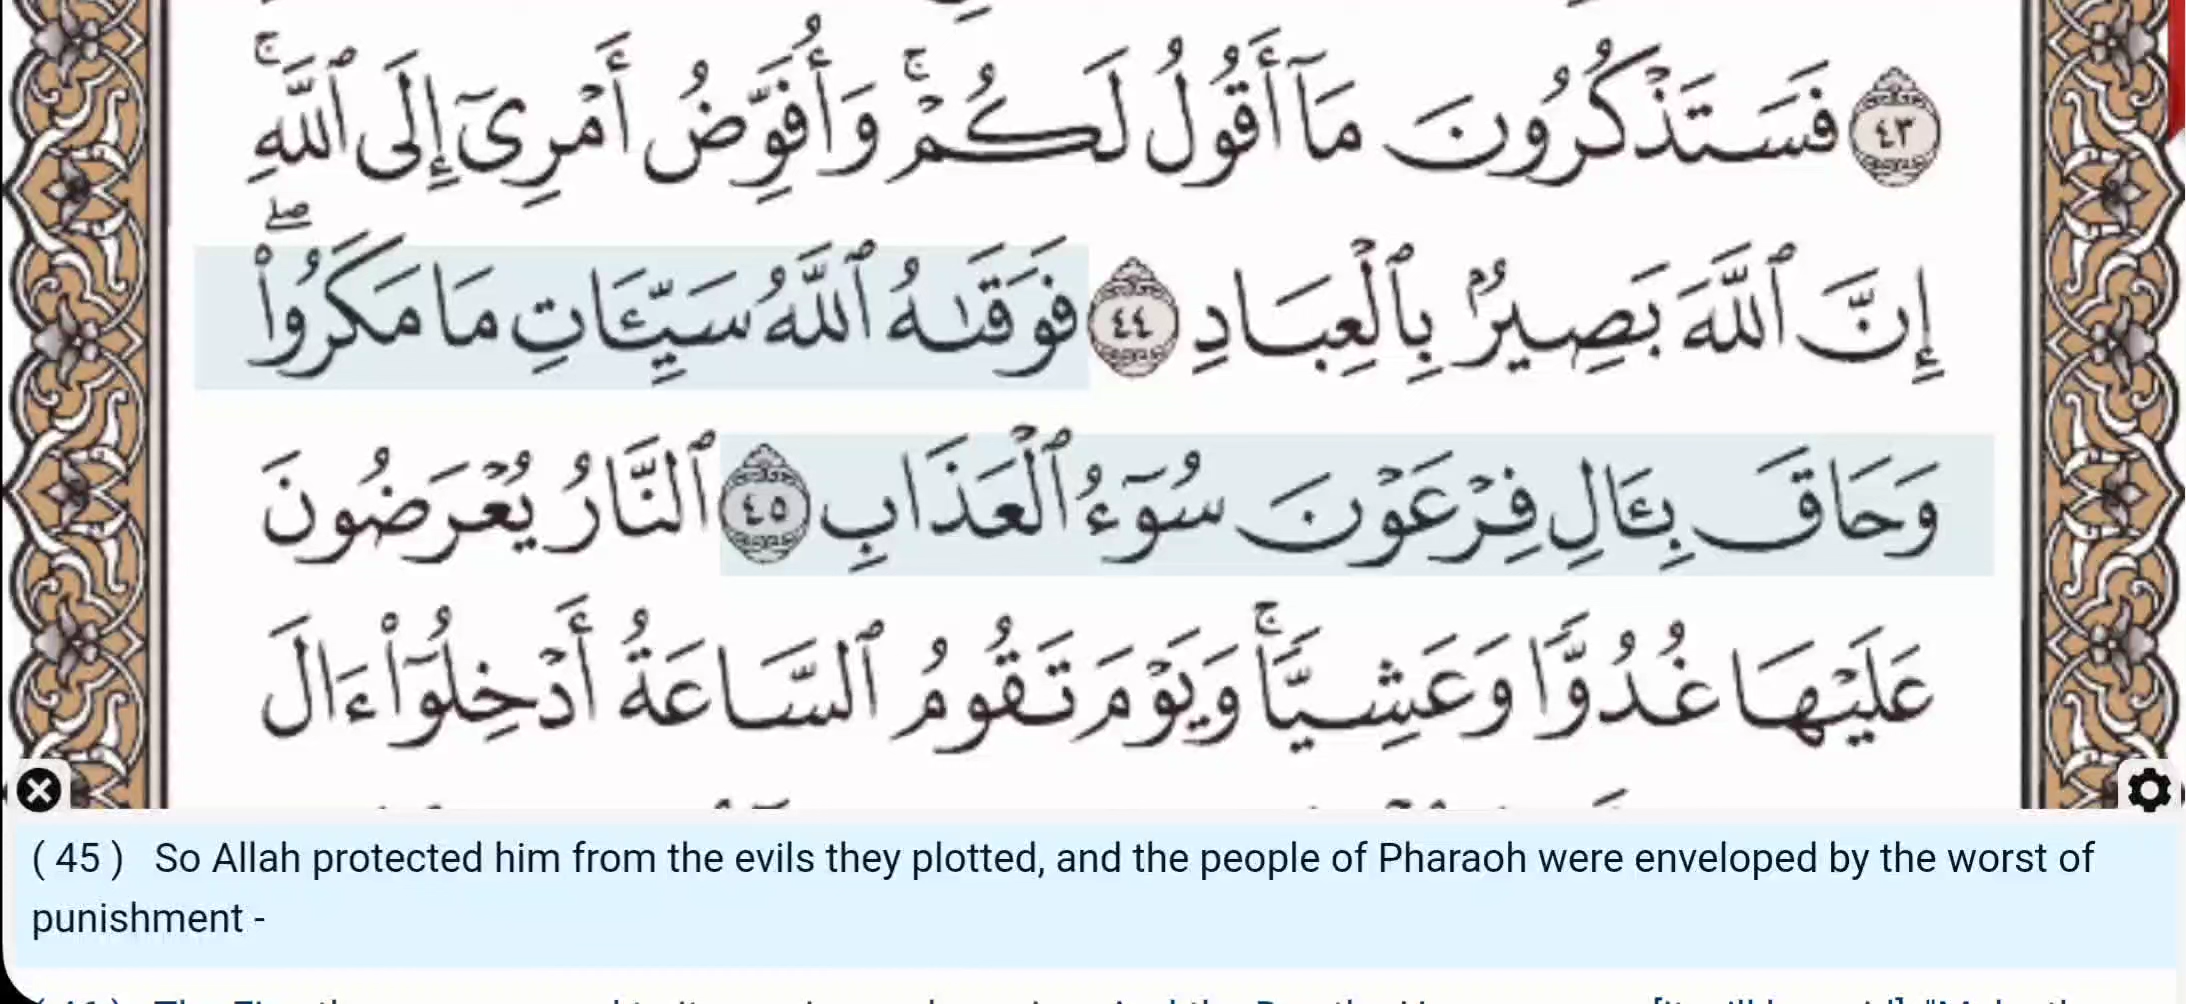 ٤٣ فَسَتَذْكُرُونَ مَآ أَقُولُ لَكُمْۚ وَأُفَوِّضُ أَمْرِىٓ إِلَى ٱللَّهِۚ
إِنَّ ٱللَّهَ بَصِيرٌۢ بِٱلْعِبَادِ ٤٤ فَوَقَىٰهُ ٱللَّهُ سَيِّـَٔاتِ مَا مَكَرُوا۟ۖ
وَحَاقَ بِـَٔالِ فِرْعَوْنَ سُوٓءُ ٱلْعَذَابِ ٤٥ ٱلنَّارُ يُعْرَضُونَ
عَلَيْهَا غُدُوًّا وَعَشِيًّاۚ وَيَوْمَ تَقُومُ ٱلسَّاعَةُ أَدْخِلُوٓا۟ ءَالَ
( 45 ) So Allah protected him from the evils they plotted, and the people of Pharaoh were enveloped by the worst of
punishment -